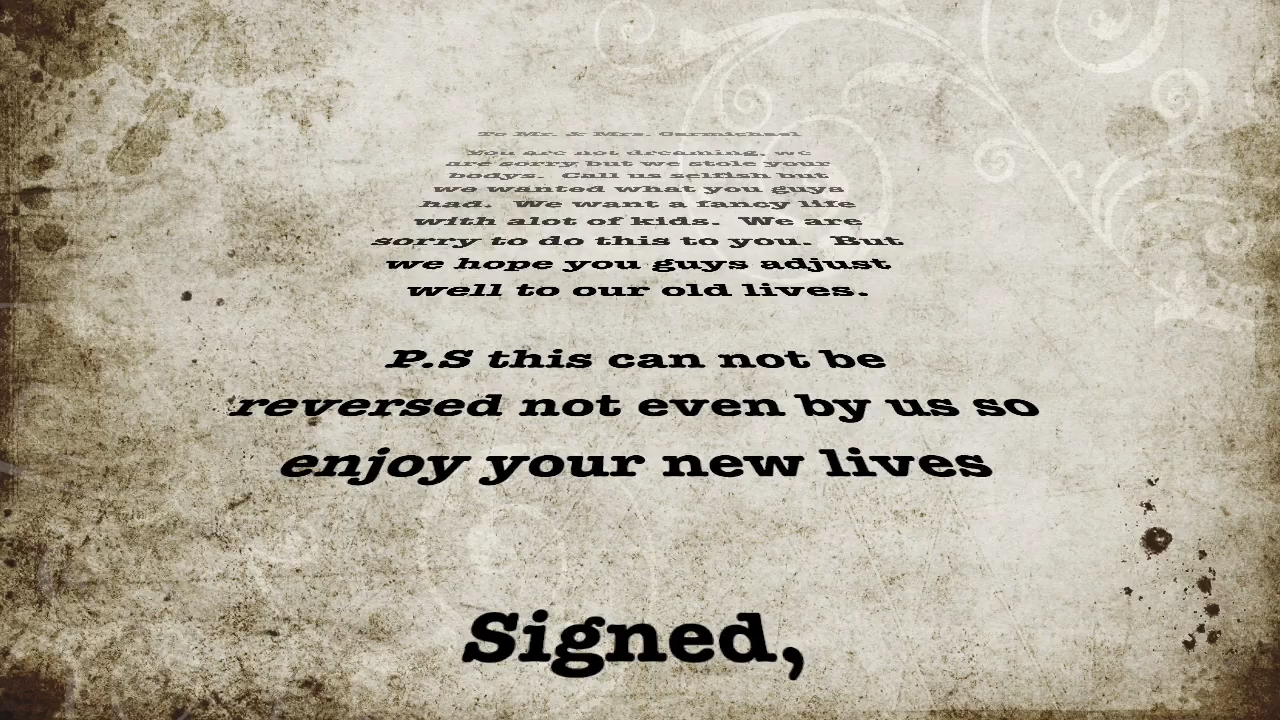 To Mr. & Mrs. Garmichael
You are not dreaming, we
are sorry, but we stole your
bodys. Call us selfish but
we wanted what you guys
had. We want a fancy life
with alot of kids. We are
sorry to do this to you. But
we hope you guys adjust
well to our old lives.
P.S this can not be
reversed not even by us so
enjoy your new lives
Signed,